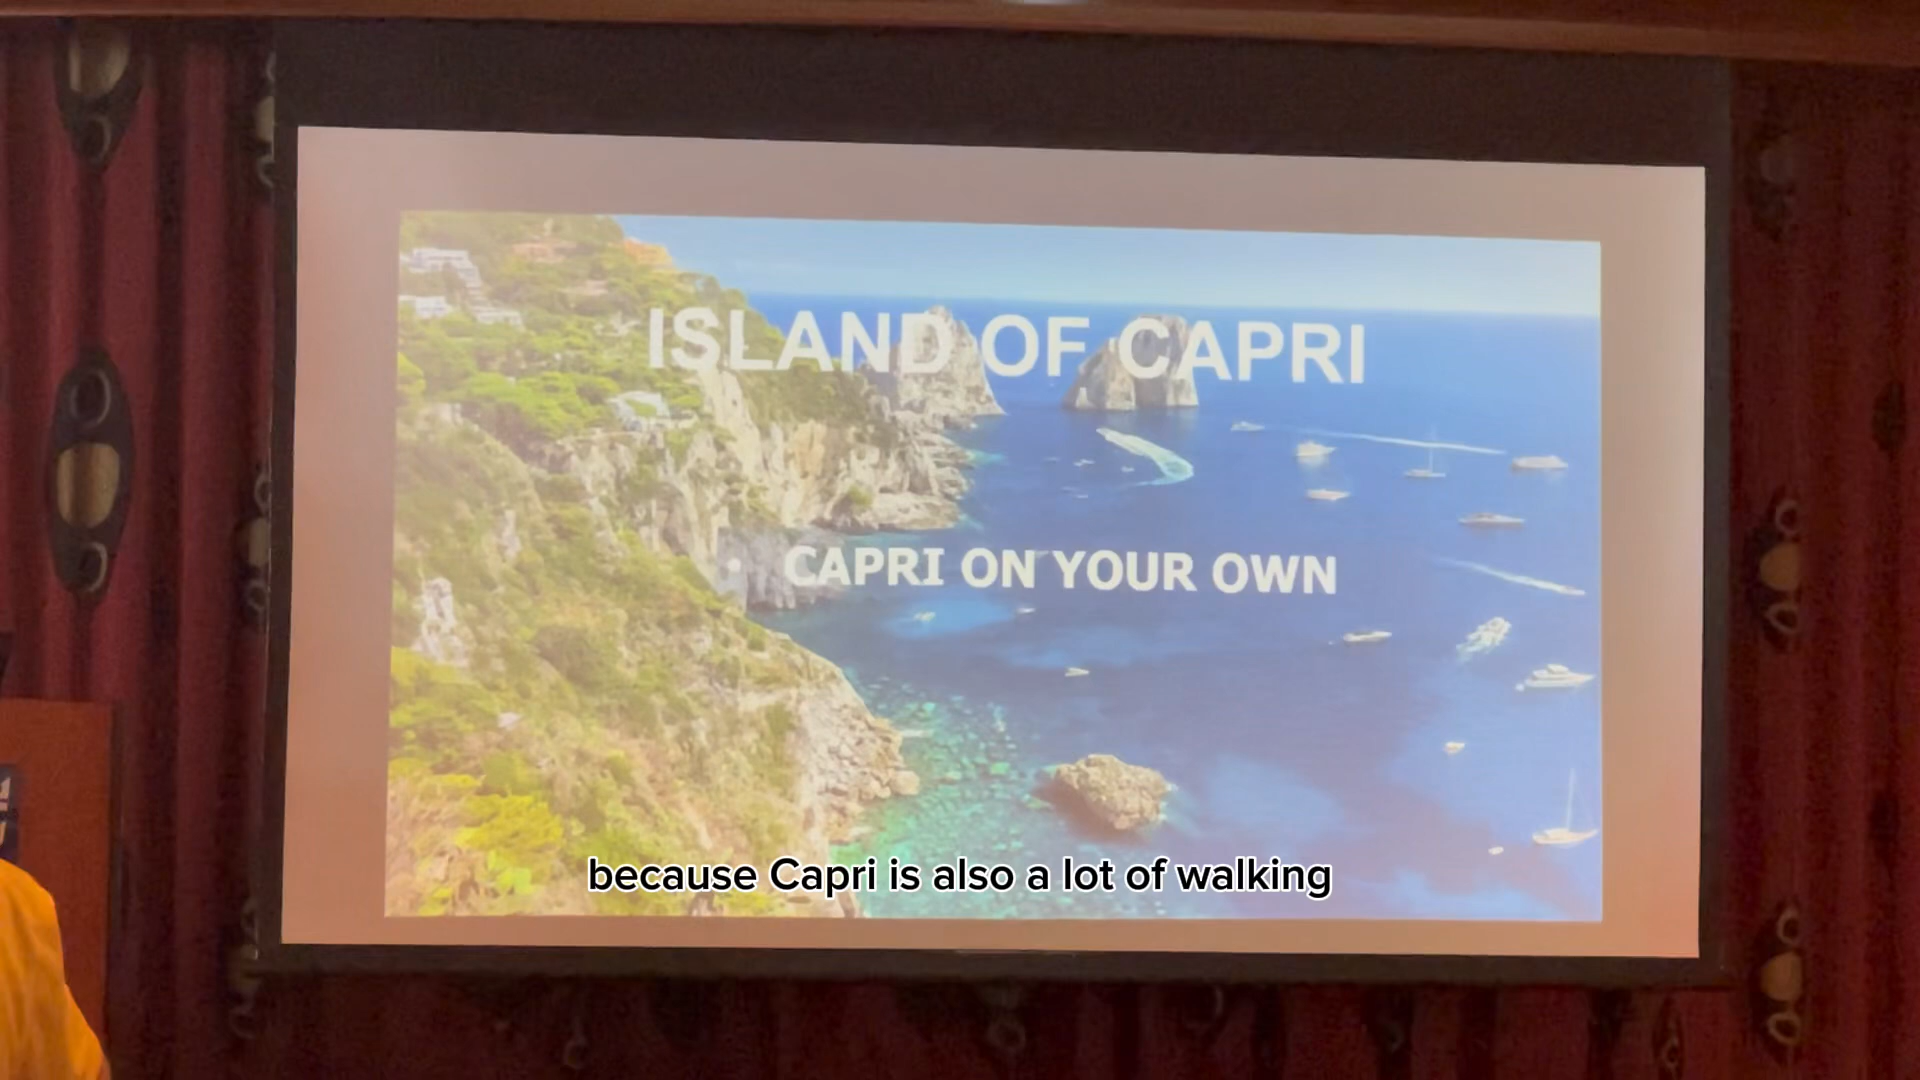 ISLAND OF CAPRI
• CAPRI ON YOUR OWN
because Capri is also a lot of walking